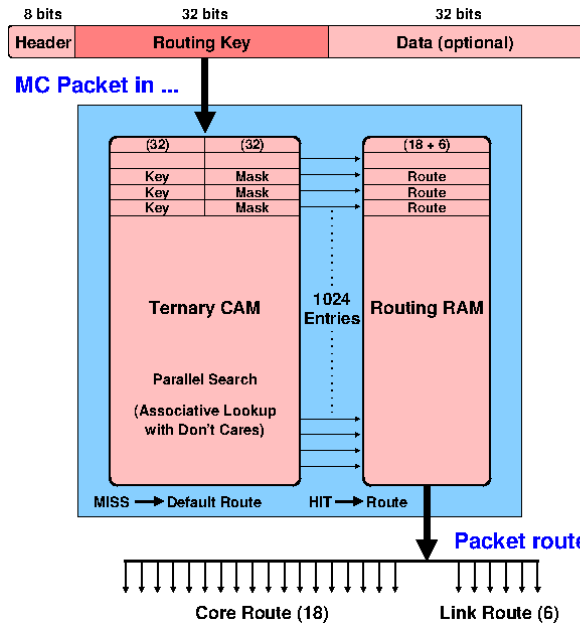 8 bits 32 bits 32 bits
Header Routing Key Data (optional)
MC Packet in ...
(32) (32) (18 + 6)
Key Mask Route
Key Mask Route
Key Mask Route
Ternary CAM 1024 Entries Routing RAM
Parallel Search
(Associative Lookup
with Don't Cares)
MISS Default Route HIT Route
Packet route
Core Route (18) Link Route (6)